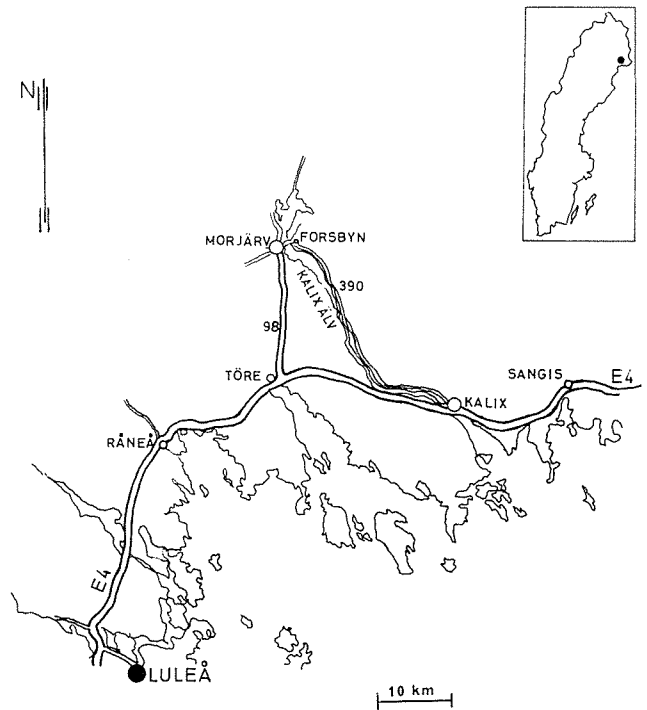 N
MORJÄRV
FORSBYN
KALIX ÄLV
390
98
TÖRE
SANGIS
E4
KALIX
RÅNEÅ
E4
LULEÅ
10 km